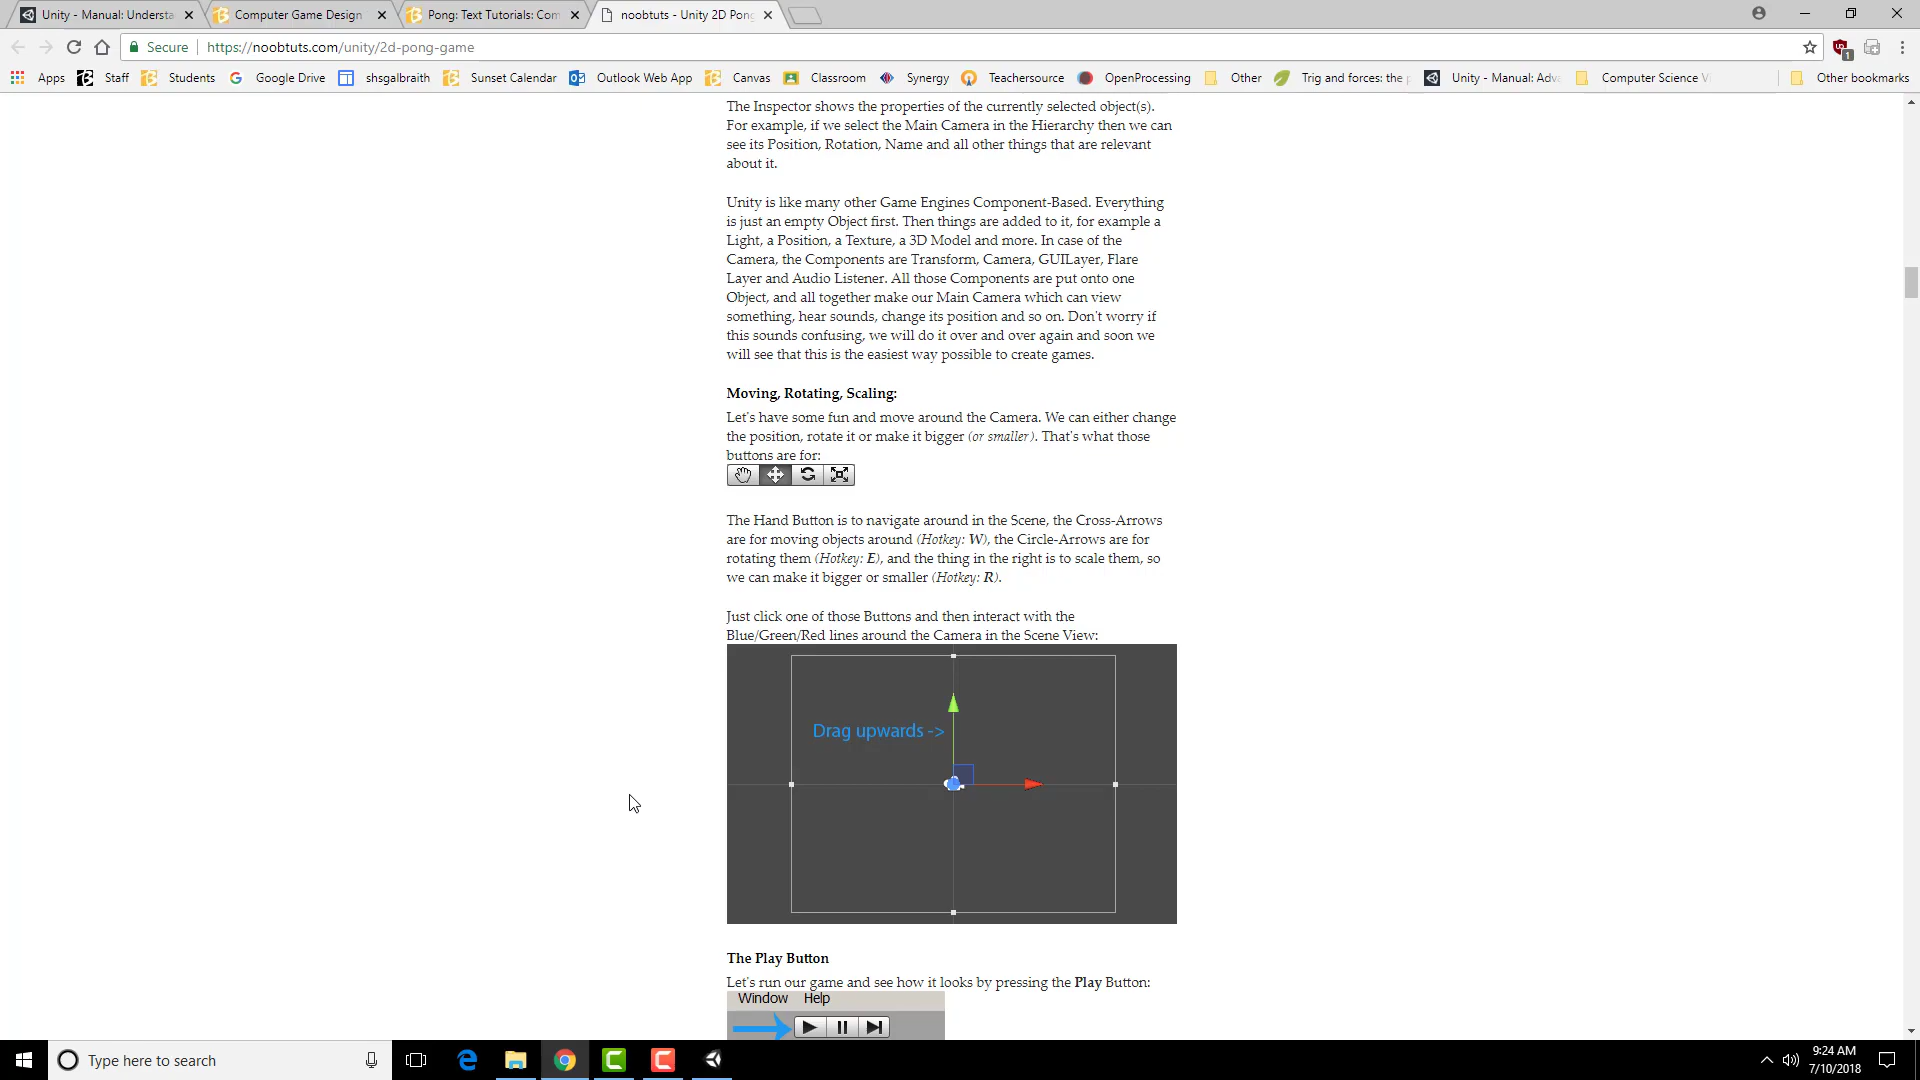 Unity - Manual: Understa
Computer Game Design
Pong: Text Tutorials: Com
noobtuts - Unity 2D Pong
Secure
https://noobtuts.com/unity/2d-pong-game
Apps
Staff
Students
Google Drive
shsgalbraith
Sunset Calendar
Outlook Web App
Canvas
Classroom
Synergy
Teachersource
OpenProcessing
Other
Trig and forces: the
Unity - Manual: Adva
Computer Science V
Other bookmarks
The Inspector shows the properties of the currently selected object(s).
For example, if we select the Main Camera in the Hierarchy then we can
see its Position, Rotation, Name and all other things that are relevant
about it.
Unity is like many other Game Engines Component-Based. Everything
is just an empty Object first. Then things are added to it, for example a
Light, a Position, a Texture, a 3D Model and more. In case of the
Camera, the Components are Transform, Camera, GUILayer, Flare
Layer and Audio Listener. All those Components are put onto one
Object, and all together make our Main Camera which can view
something, hear sounds, change its position and so on. Don't worry if
this sounds confusing, we will do it over and over again and soon we
will see that this is the easiest way possible to create games.
Moving, Rotating, Scaling:
Let's have some fun and move around the Camera. We can either change
the position, rotate it or make it bigger (or smaller). That's what those
buttons are for:
The Hand Button is to navigate around in the Scene, the Cross-Arrows
are for moving objects around (Hotkey: W), the Circle-Arrows are for
rotating them (Hotkey: E), and the thing in the right is to scale them, so
we can make it bigger or smaller (Hotkey: R).
Just click one of those Buttons and then interact with the
Blue/Green/Red lines around the Camera in the Scene View:
Drag upwards ->
The Play Button
Let's run our game and see how it looks by pressing the Play Button:
Window Help
Type here to search
9:24 AM
7/10/2018